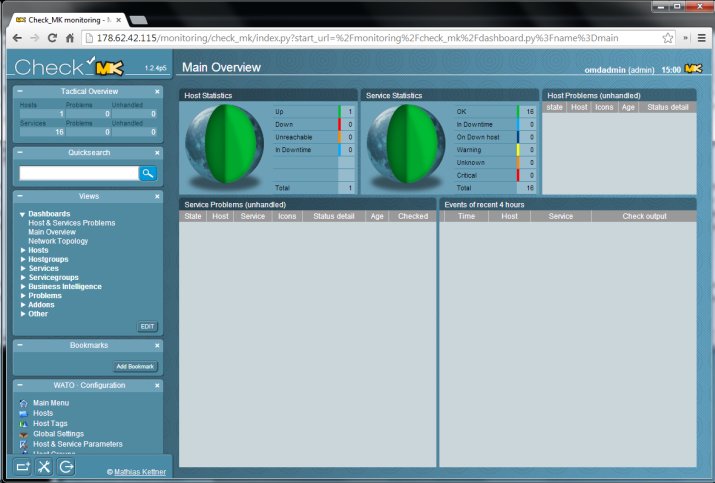 Check_MK monitoring - M
178.62.42.115/monitoring/check_mk/index.py?start_url=%2Fmonitoring%2Fcheck_mk%2Fdashboard.py%3Fname%3Dmain
Check MK 1.2.4p5
Main Overview
omdadmin (admin) 15:00
Tactical Overview
Hosts Problems Unhandled
1 0 0
Services Problems Unhandled
16 0 0
Quicksearch
Views
Dashboards
Host & Services Problems
Main Overview
Network Topology
Hosts
Hostgroups
Services
Servicegroups
Business Intelligence
Problems
Addons
Other
EDIT
Bookmarks
Add Bookmark
WATO · Configuration
Main Menu
Hosts
Host Tags
Global Settings
Host & Service Parameters
Host Groups
© Mathias Kettner
Host Statistics
Up 1
Down 0
Unreachable 0
In Downtime 0
Total 1
Service Statistics
OK 16
In Downtime 0
On Down host 0
Warning 0
Unknown 0
Critical 0
Total 16
Host Problems (unhandled)
state Host Icons Age Status detail
Service Problems (unhandled)
State Host Service Icons Status detail Age Checked
Events of recent 4 hours
Time Host Service Check output